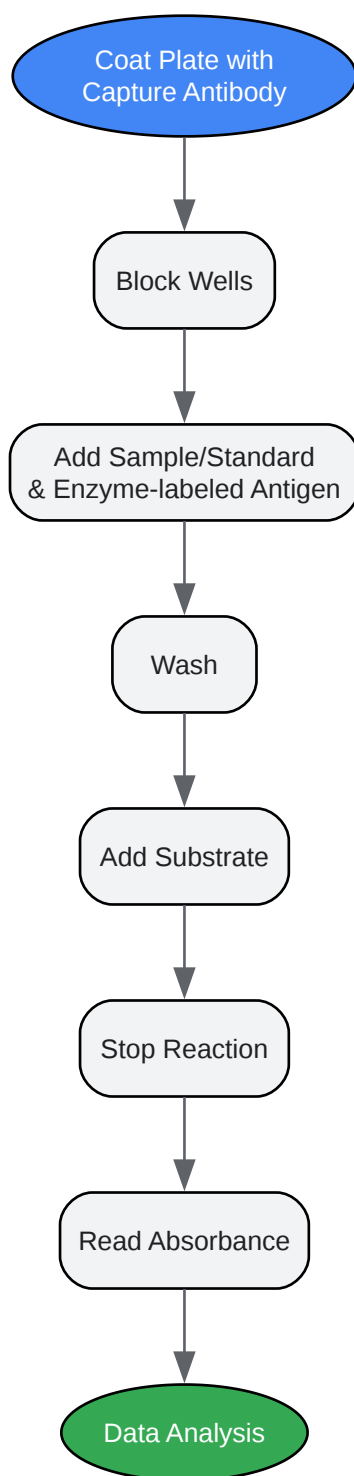 Coat Plate with
Capture Antibody
Block Wells
Add Sample/Standard
& Enzyme-labeled Antigen
Wash
Add Substrate
Stop Reaction
Read Absorbance
Data Analysis